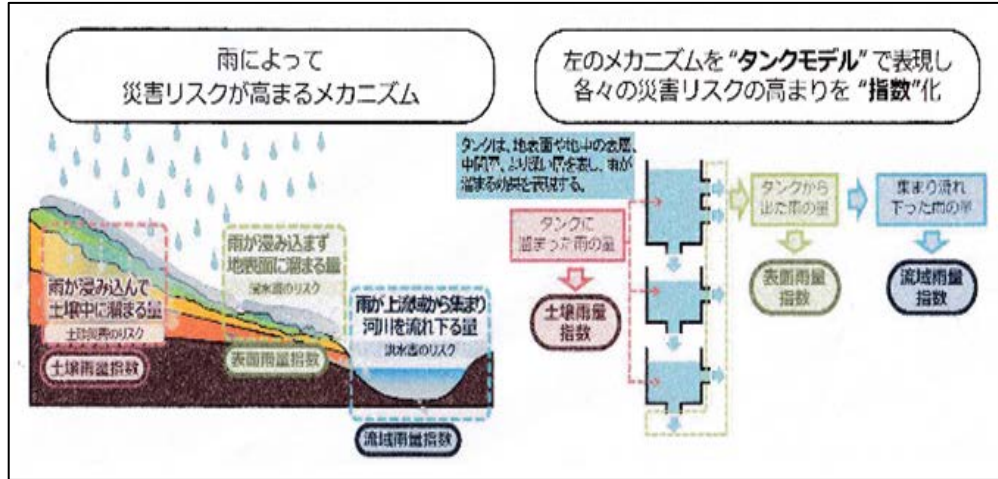 雨によって
災害リスクが高まるメカニズム
雨が浸み込んで
土壌中に溜まる量
土砂災害のリスク
土壌雨量指数
雨が浸み込まず
地表面に溜まる量
浸水害のリスク
表面雨量指数
雨が上流域から集まり
河川を流れ下る量
洪水害のリスク
流域雨量指数
左のメカニズムを“タンクモデル”で表現し
各々の災害リスクの高まりを“指数”化
タンクは、地表面や地中の表層、
中間層、より深い層を表し、雨が
溜まる効果を表現する。
タンクに
溜まった雨の量
土壌雨量
指数
タンクから
出た雨の量
表面雨量
指数
集まり流れ
下った雨の量
流域雨量
指数